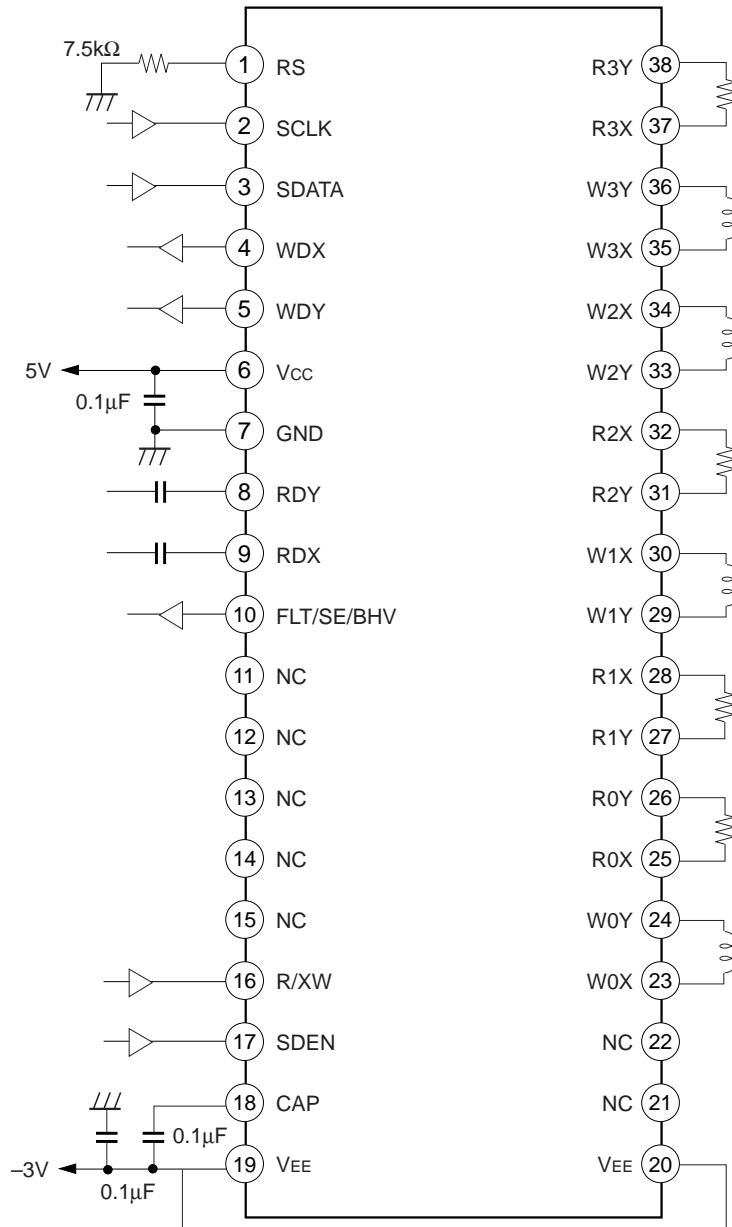 7.5kΩ
1 RS R3Y 38
2 SCLK R3X 37
3 SDATA W3Y 36
4 WDX W3X 35
5 WDY W2X 34
5V 6 VCC W2Y 33
0.1μF
7 GND R2X 32
8 RDY R2Y 31
9 RDX W1X 30
10 FLT/SE/BHV W1Y 29
11 NC R1X 28
12 NC R1Y 27
13 NC R0Y 26
14 NC R0X 25
15 NC W0Y 24
16 R/XW W0X 23
17 SDEN NC 22
18 CAP NC 21
0.1μF
–3V 19 VEE VEE 20
0.1μF